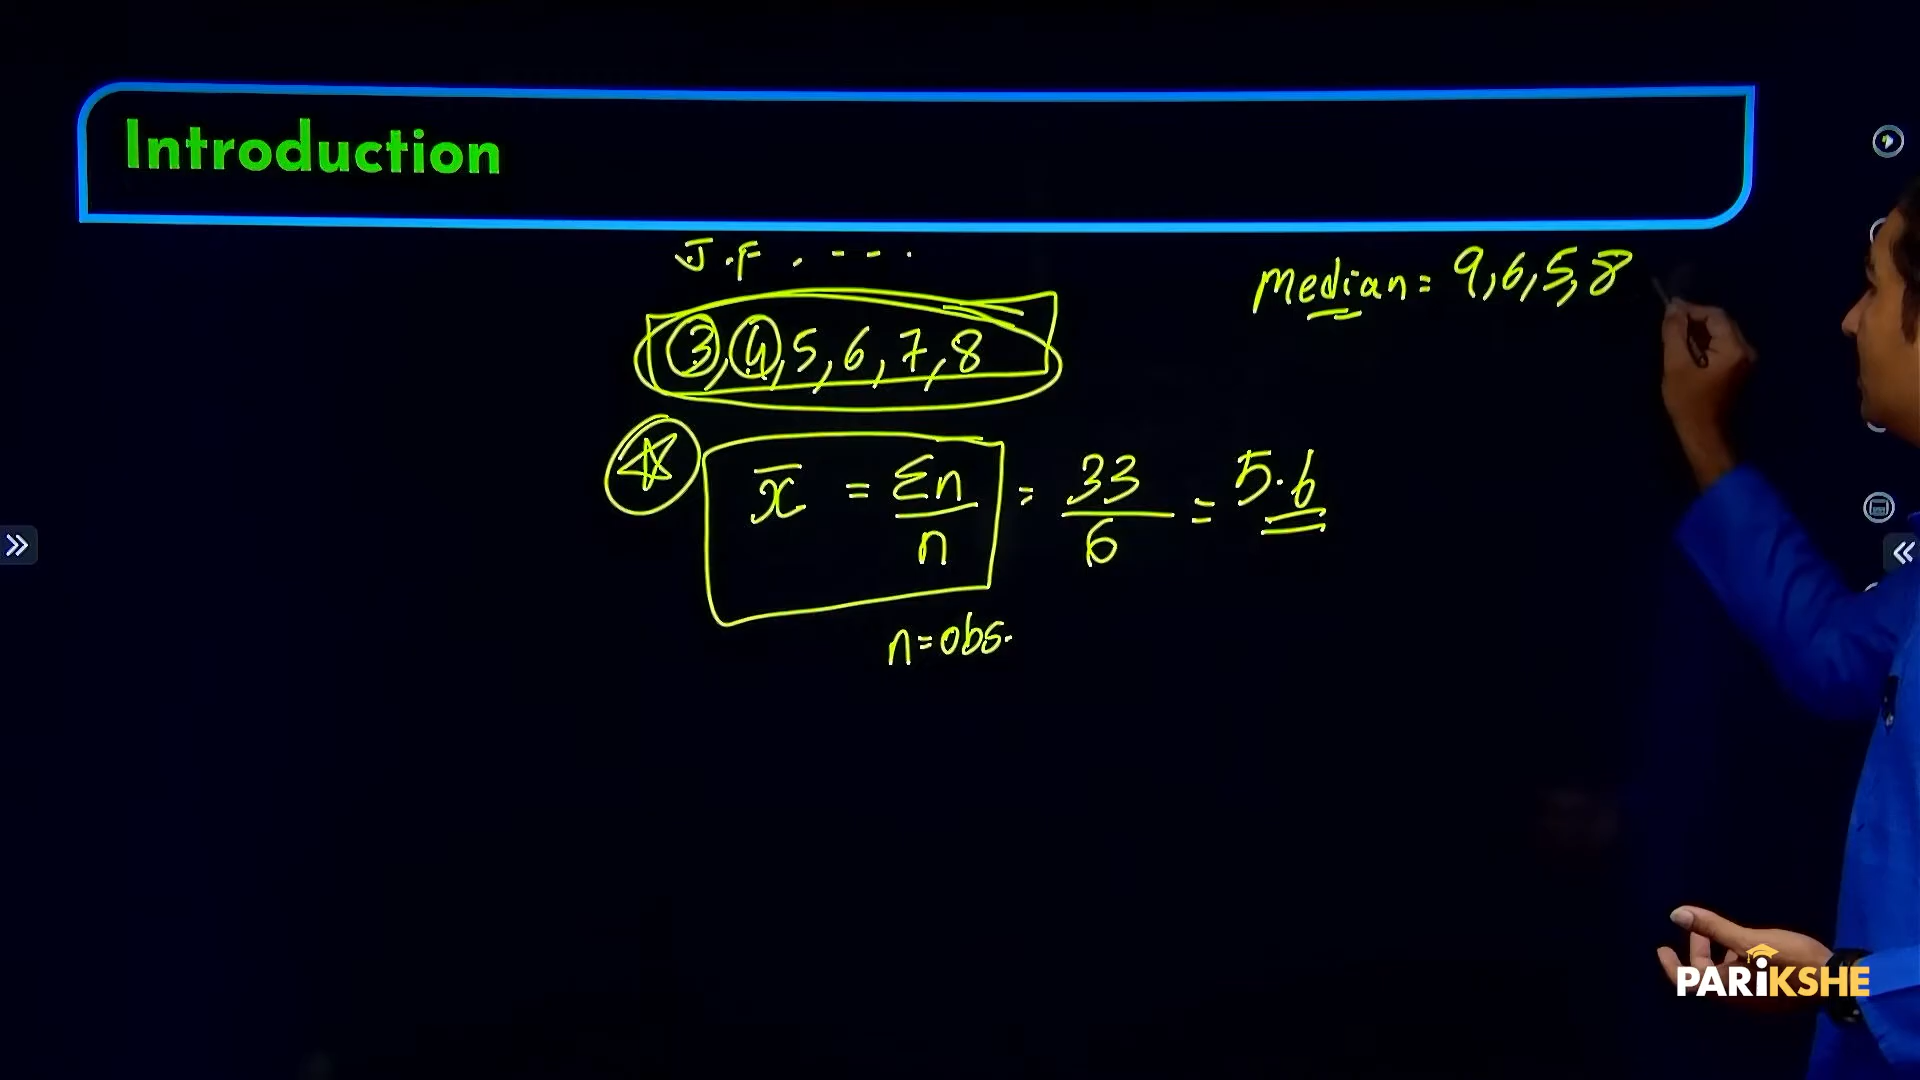 Introduction
J.F. ---.
3, 4, 5, 6, 7, 8
x̄ = Σn/n = 33/6 = 5.6
n=obs.
median = 9,6,5,8
PARiKSHE